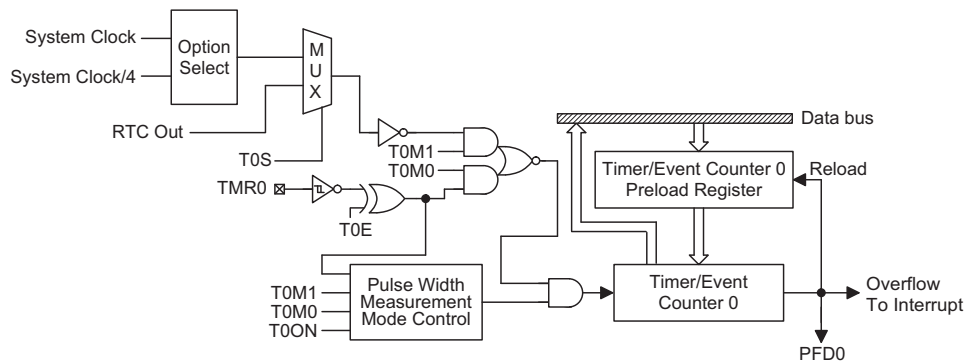 System Clock
System Clock/4
Option
Select
M
U
X
RTC Out
T0S
Data bus
T0M1
T0M0
TMR0
T0E
Timer/Event Counter 0
Preload Register
Reload
T0M1
T0M0
T0ON
Pulse Width
Measurement
Mode Control
Timer/Event
Counter 0
Overflow
To Interrupt
PFD0